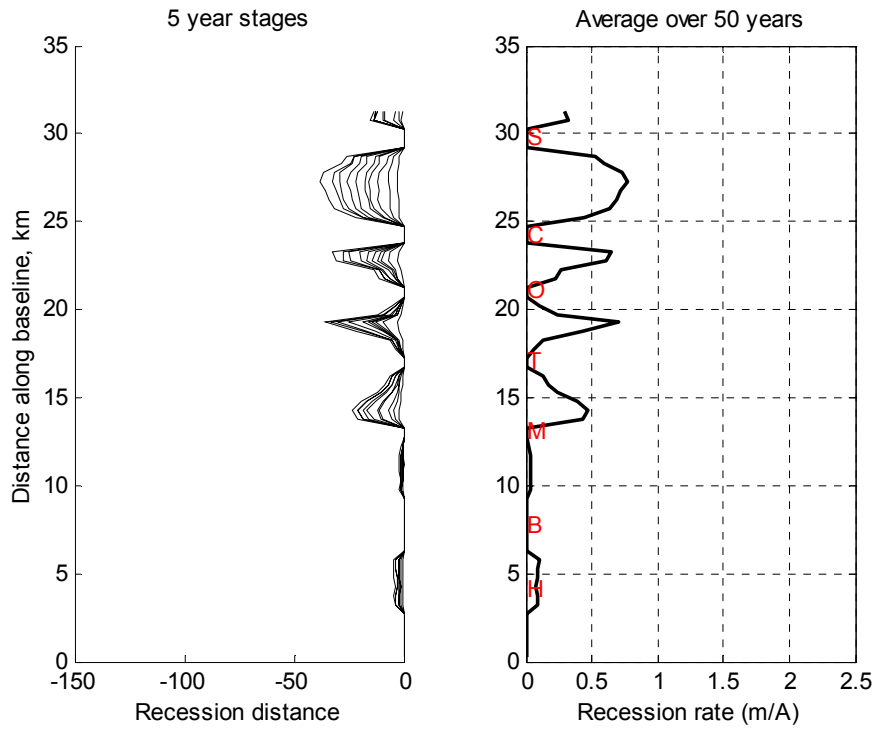 5 year stages
35
30
25
20
15
10
5
0
Distance along baseline, km
-150
-100
-50
0
Recession distance
Average over 50 years
35
30
25
20
15
10
5
0
S
C
O
T
M
B
H
0
0.5
1
1.5
2
2.5
Recession rate (m/A)